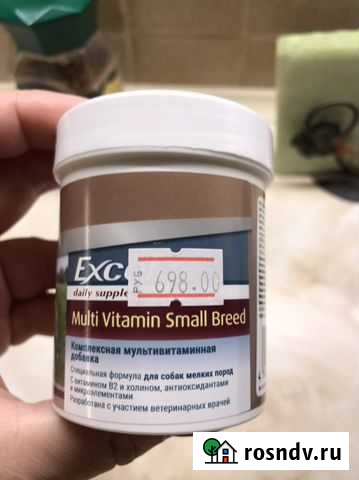 Exc
РУБ 698.00
daily supple
Multi Vitamin Small Breed
Комплексная мультивитаминная
добавка
Специальная формула для собак мелких пород
С витамином В2 и холином, антиоксидантами
и микроэлементами
Разработана с участием ветеринарных врачей
rosndv.ru